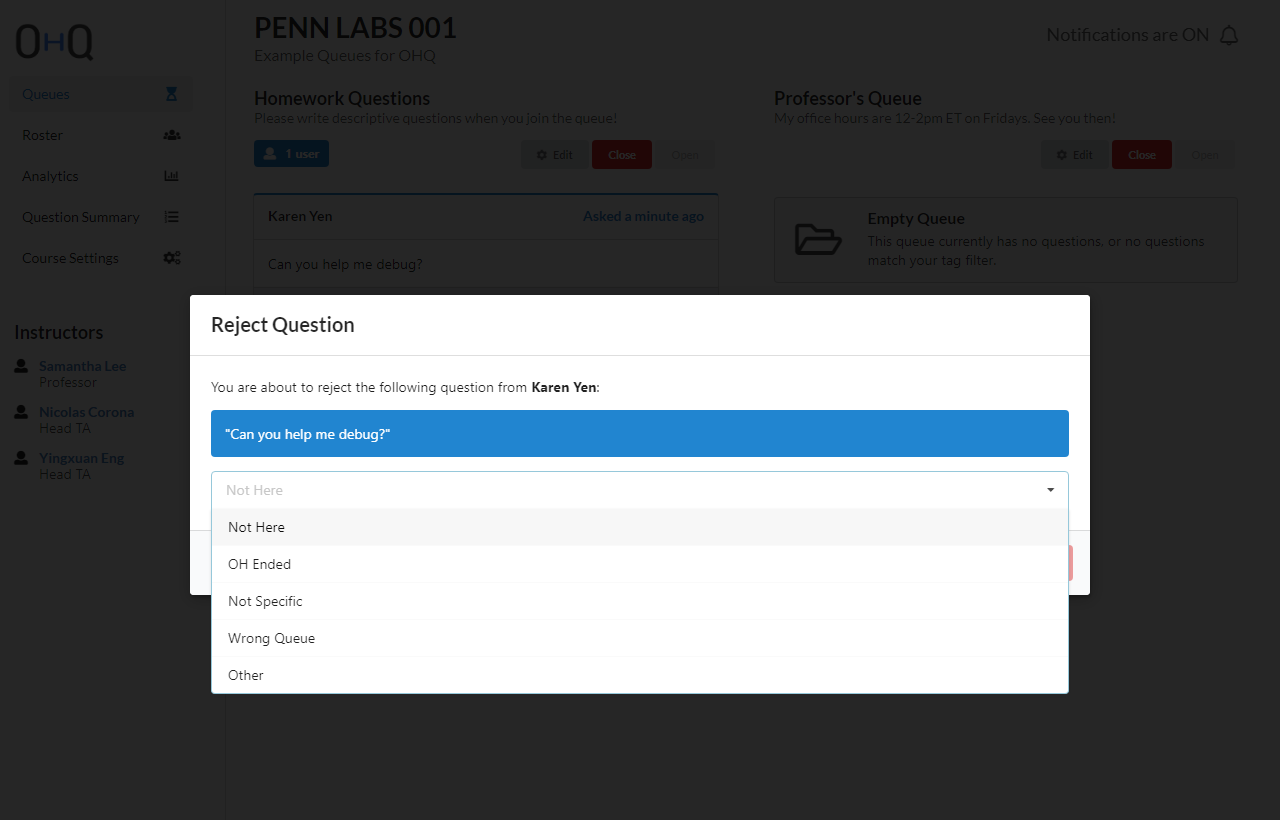 OHQ
Queues
Roster
Analytics
Question Summary
Course Settings
Instructors
Samantha Lee
Professor
Nicolas Corona
Head TA
Yingxuan Eng
Head TA
PENN LABS 001
Example Queues for OHQ
Notifications are ON
Homework Questions
Please write descriptive questions when you join the queue!
1 user
Edit
Close
Open
Karen Yen
Asked a minute ago
Can you help me debug?
Professor's Queue
My office hours are 12-2pm ET on Fridays. See you then!
Edit
Close
Open
Empty Queue
This queue currently has no questions, or no questions
match your tag filter.
Reject Question
You are about to reject the following question from Karen Yen:
"Can you help me debug?"
Not Here
Not Here
OH Ended
Not Specific
Wrong Queue
Other